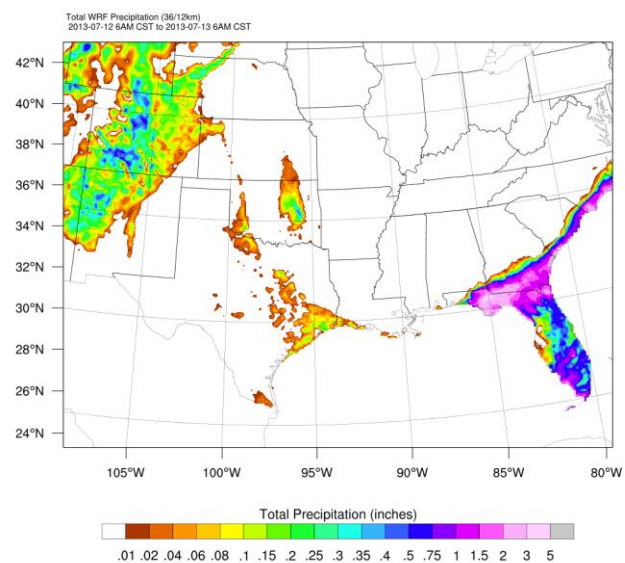 Total WRF Precipitation (36/12km)
2013-07-12 6AM CST to 2013-07-13 6AM CST
42°N
40°N
38°N
36°N
34°N
32°N
30°N
28°N
26°N
24°N
105°W 100°W 95°W 90°W 85°W 80°W
Total Precipitation (inches)
.01 .02 .04 .06 .08 .1 .15 .2 .25 .3 .35 .4 .5 .75 1 1.5 2 3 5